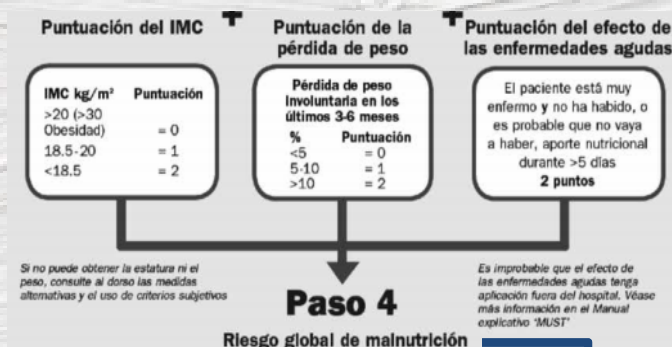 Puntuación del IMC
+
Puntuación de la
pérdida de peso
+
Puntuación del efecto de
las enfermedades agudas
IMC kg/m² Puntuación
>20 (>30
Obesidad) = 0
18.5-20 = 1
<18.5 = 2
Pérdida de peso
Involuntaria en los
últimos 3-6 meses
% Puntuación
<5 = 0
5-10 = 1
>10 = 2
El paciente está muy
enfermo y no ha habido, o
es probable que no vaya
a haber, aporte nutricional
durante >5 días
2 puntos
Si no puede obtener la estatura ni el
peso, consulte al dorso las medidas
alternativas y el uso de criterios subjetivos
Es improbable que el efecto de
las enfermedades agudas tenga
aplicación fuera del hospital. Véase
más información en el Manual
explicativo 'MUST'
Paso 4
Riesgo global de malnutrición